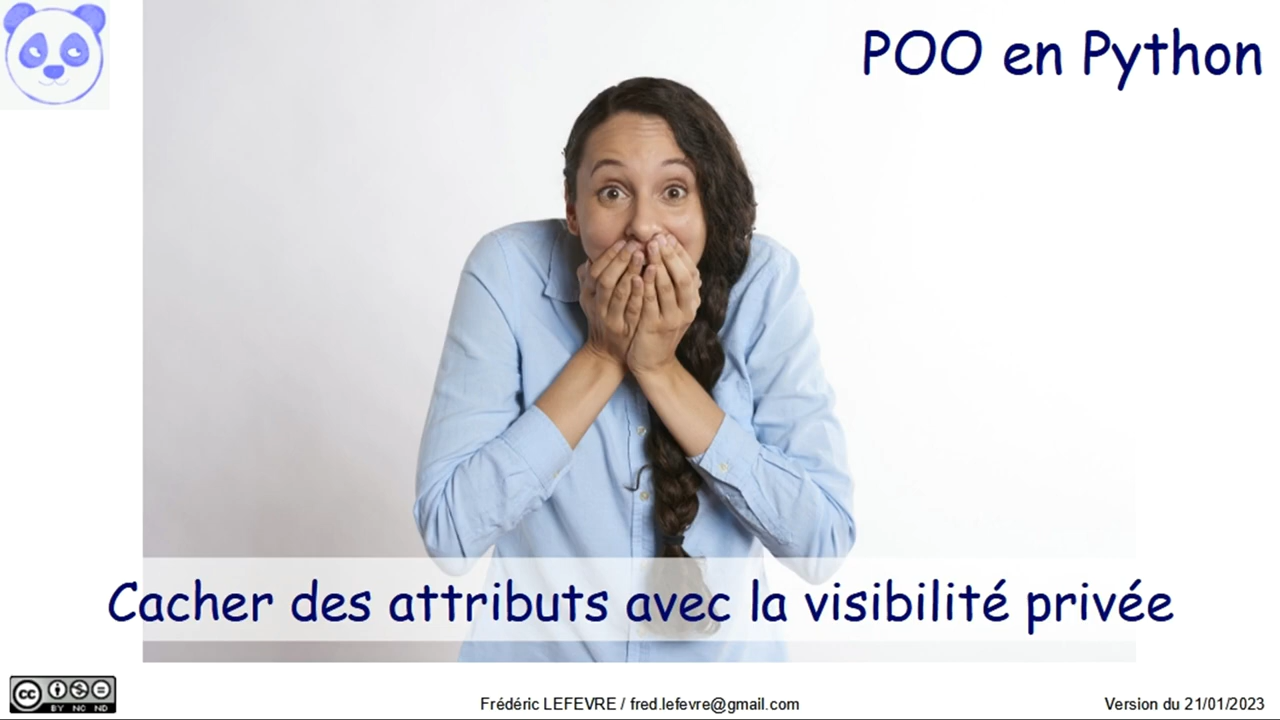 POO en Python
Cacher des attributs avec la visibilité privée
cc
BY NC ND
Frédéric LEFEVRE / fred.lefevre@gmail.com
Version du 21/01/2023